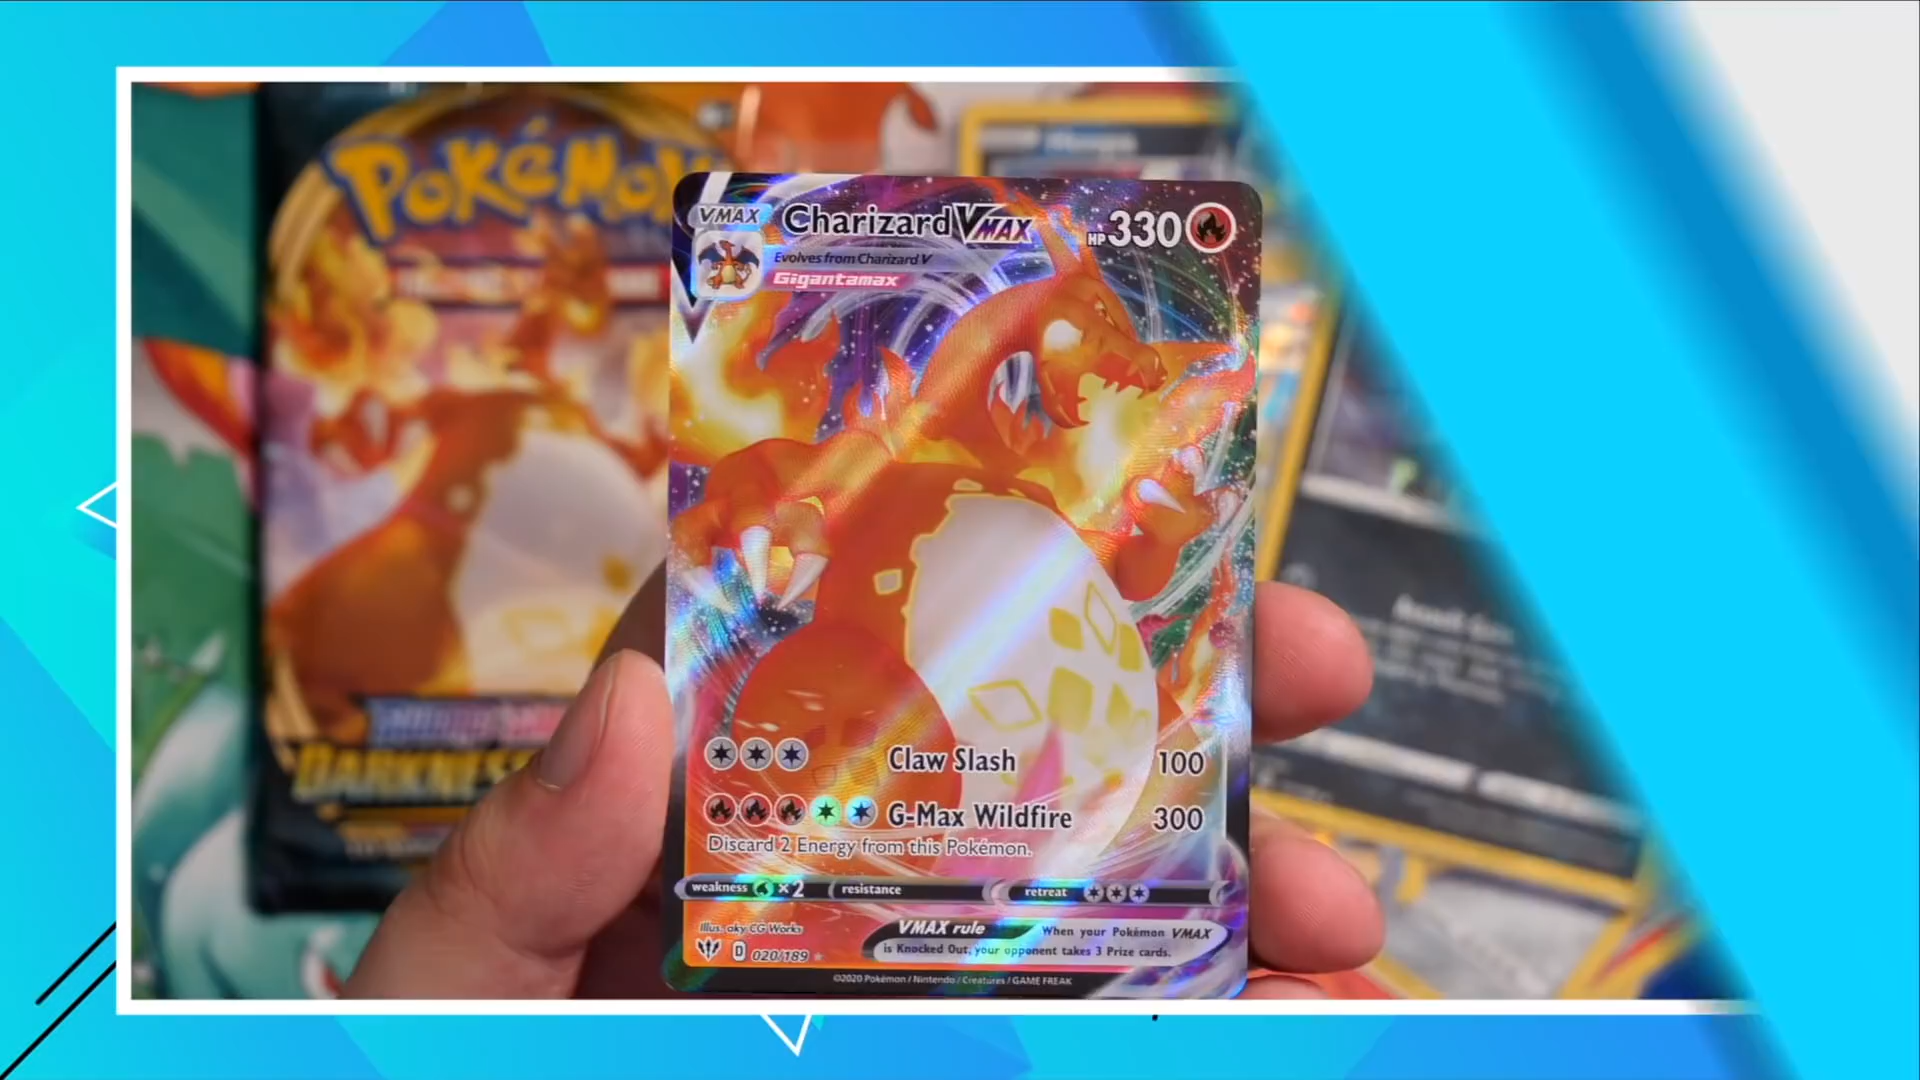 POKÉMON
DARKNESS
VMAX
Charizard VMAX
HP 330
Evolves from Charizard V
Gigantamax
Claw Slash 100
G-Max Wildfire 300
Discard 2 Energy from this Pokémon.
weakness ×2 resistance retreat
Illus. aky CG Works
VMAX rule When your Pokémon VMAX
is Knocked Out, your opponent takes 3 Prize cards.
D 020/189
©2020 Pokémon / Nintendo / Creatures / GAME FREAK